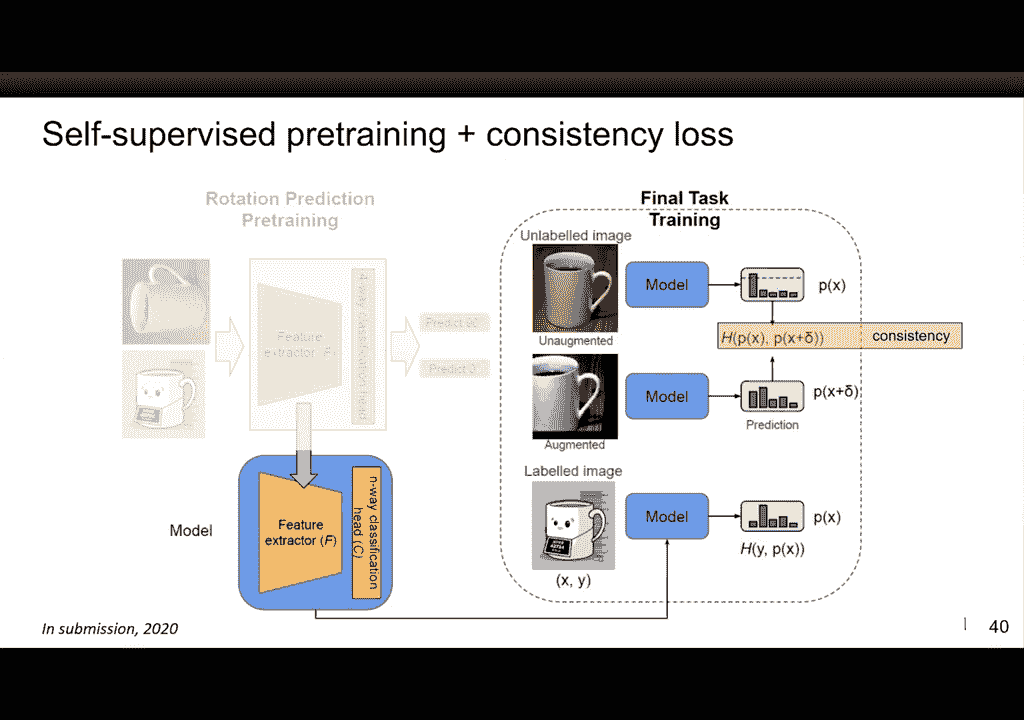 Self-supervised pretraining + consistency loss
Rotation Prediction
Pretraining
Feature
extractor (F)
4-way classification head
Predict 90
Predict 0
Model
Feature
extractor (F)
n-way classification
head (C)
Final Task
Training
Unlabelled image
Unaugmented
Model
p(x)
H(p(x), p(x+δ))
consistency
Augmented
Model
p(x+δ)
Prediction
Labelled image
(x, y)
Model
p(x)
H(y, p(x))
In submission, 2020
40